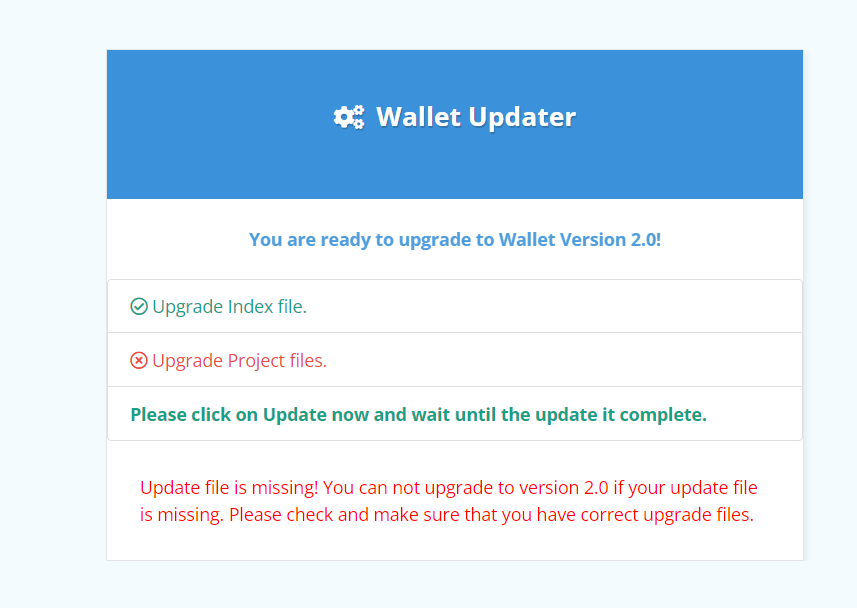 Wallet Updater
You are ready to upgrade to Wallet Version 2.0!
Upgrade Index file.
Upgrade Project files.
Please click on Update now and wait until the update it complete.
Update file is missing! You can not upgrade to version 2.0 if your update file
is missing. Please check and make sure that you have correct upgrade files.